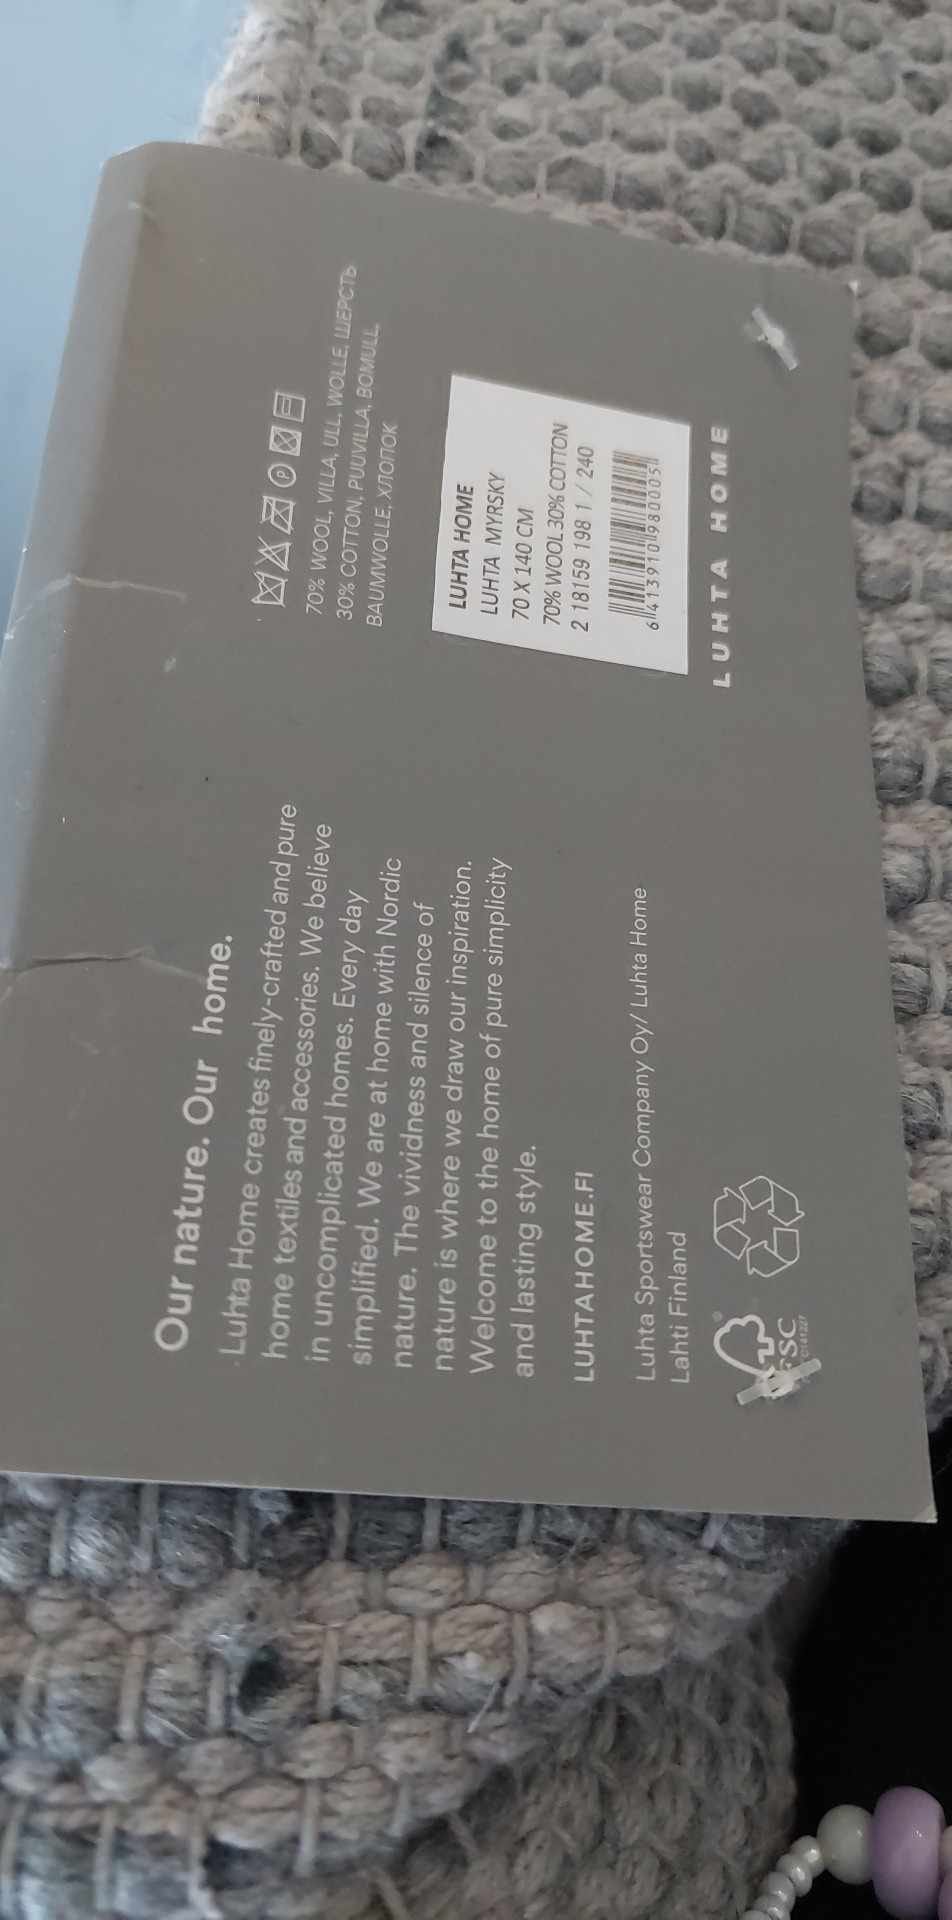 Our nature. Our home.
Luhta Home creates finely-crafted and pure
home textiles and accessories. We believe
in uncomplicated homes. Every day
simplified. We are at home with Nordic
nature. The vividness and silence of
nature is where we draw our inspiration.
Welcome to the home of pure simplicity
and lasting style.
LUHTAHOME.FI
Luhta Sportswear Company Oy/ Luhta Home
Lahti Finland
FSC
P
70% WOOL, VILLA, ULL, WOLLE, ШЕРСТЬ
30% COTTON, PUUVILLA, BOMULL,
BAUMWOLLE, ХЛОПОК
LUHTA HOME
LUHTA MYRSKY
70 X 140 CM
70% WOOL 30% COTTON
2 18159 198 1 / 240
6 413910 980005
LUHTA HOME